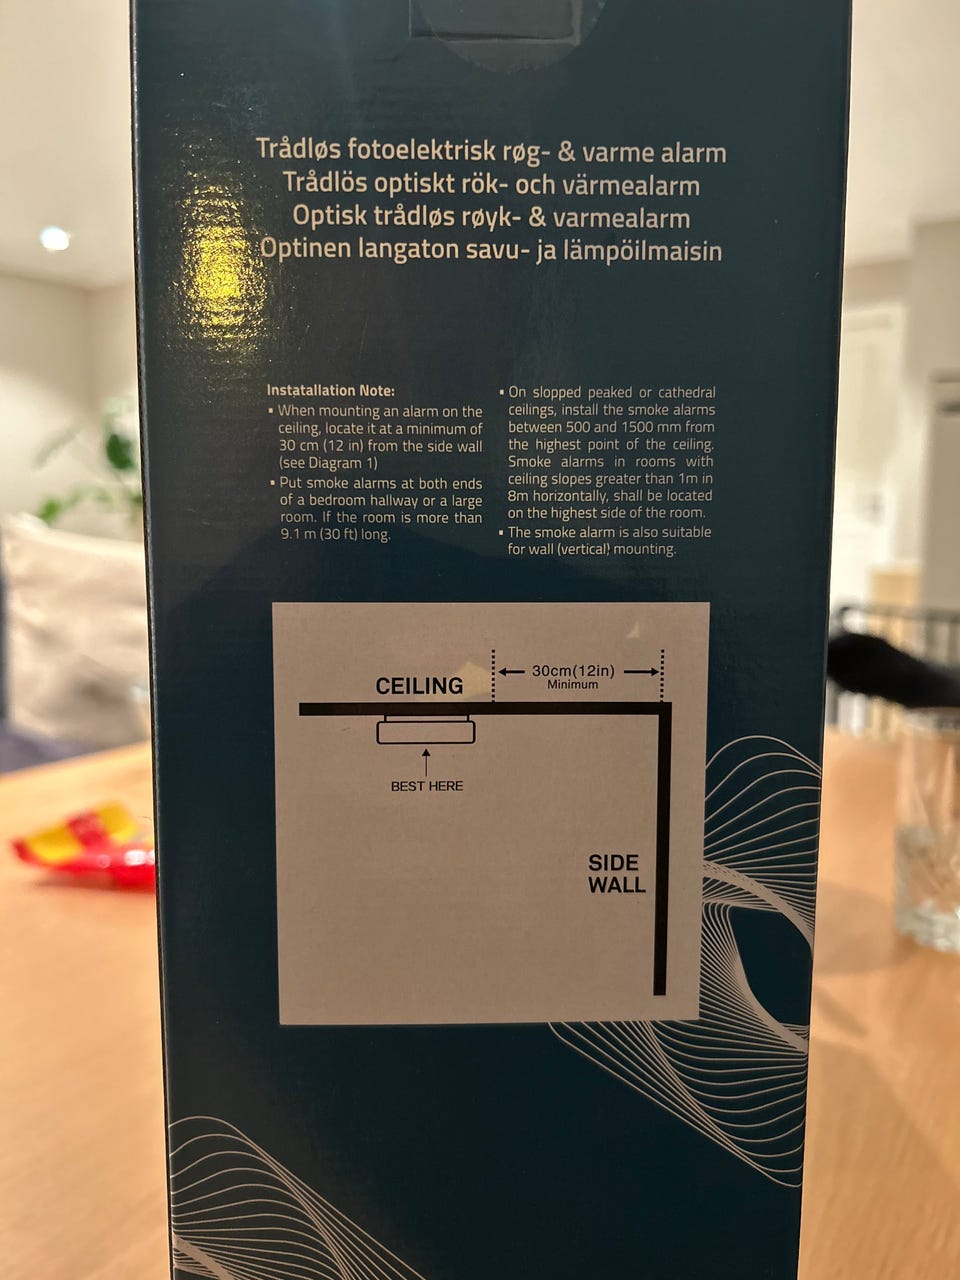 Trådløs fotoelektrisk røg- & varme alarm
Trådlös optiskt rök- och värmealarm
Optisk trådløs røyk- & varmealarm
Optinen langaton savu- ja lämpöilmaisin
Instatallation Note:
▪ When mounting an alarm on the
ceiling, locate it at a minimum of
30 cm (12 in) from the side wall
(see Diagram 1)
▪ Put smoke alarms at both ends
of a bedroom hallway or a large
room. If the room is more than
9.1 m (30 ft) long.
▪ On slopped peaked or cathedral
ceilings, install the smoke alarms
between 500 and 1500 mm from
the highest point of the ceiling.
Smoke alarms in rooms with
ceiling slopes greater than 1m in
8m horizontally, shall be located
on the highest side of the room.
▪ The smoke alarm is also suitable
for wall (vertical) mounting.
30cm(12in)
Minimum
CEILING
BEST HERE
SIDE
WALL